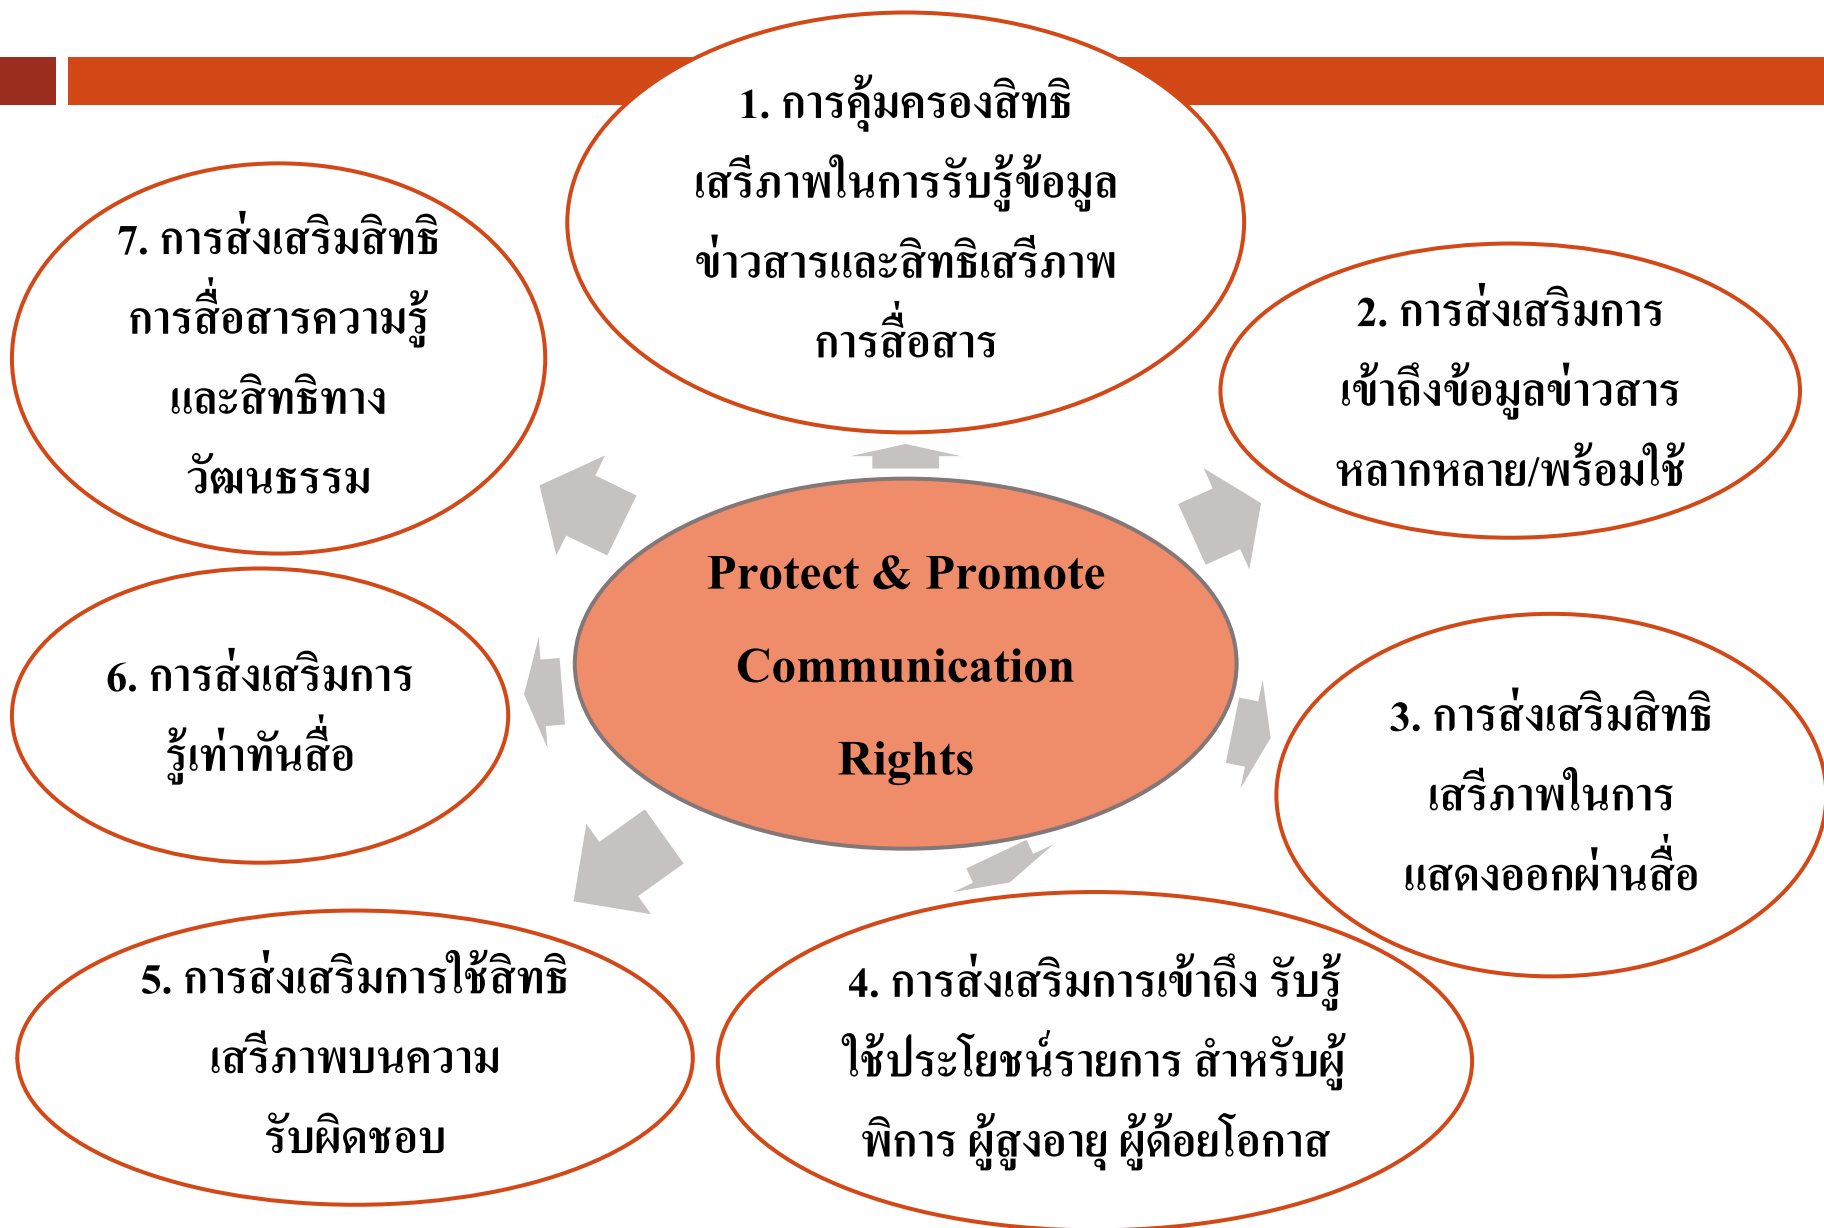 1. การคุ้มครองสิทธิ
เสรีภาพในการรับรู้ข้อมูล
ข่าวสารและสิทธิเสรีภาพ
การสื่อสาร
2. การส่งเสริมการ
เข้าถึงข้อมูลข่าวสาร
หลากหลาย/พร้อมใช้
3. การส่งเสริมสิทธิ
เสรีภาพในการ
แสดงออกผ่านสื่อ
4. การส่งเสริมการเข้าถึง รับรู้
ใช้ประโยชน์รายการ สำหรับผู้
พิการ ผู้สูงอายุ ผู้ด้อยโอกาส
5. การส่งเสริมการใช้สิทธิ
เสรีภาพบนความ
รับผิดชอบ
6. การส่งเสริมการ
รู้เท่าทันสื่อ
7. การส่งเสริมสิทธิ
การสื่อสารความรู้
และสิทธิทาง
วัฒนธรรม
Protect & Promote
Communication
Rights